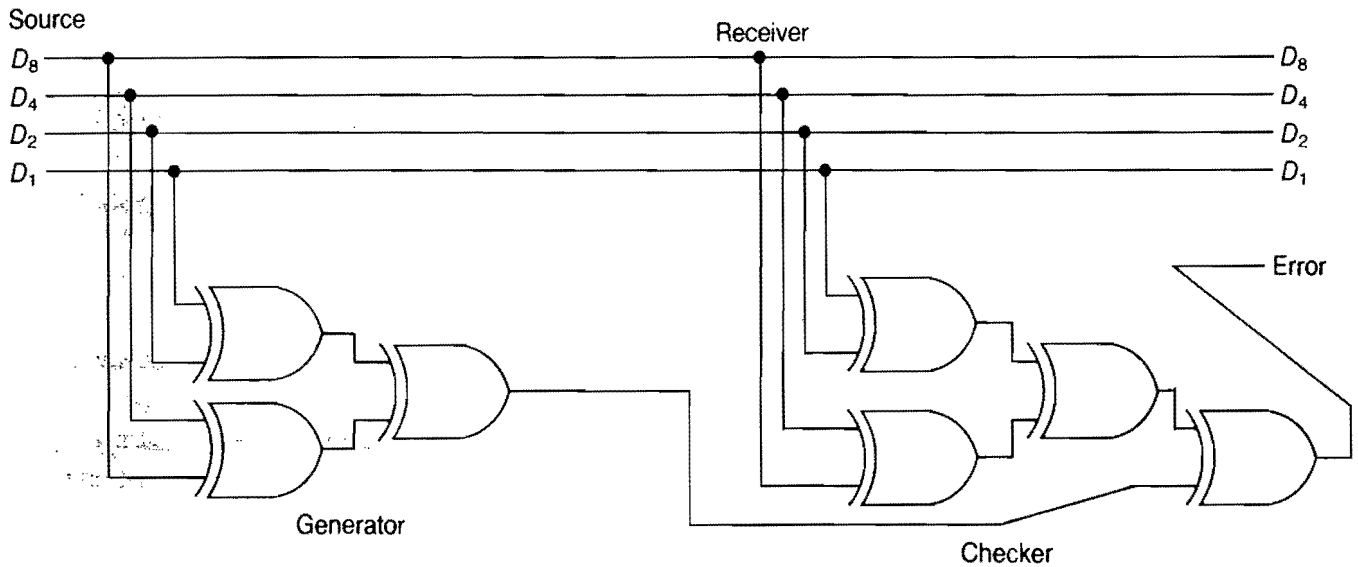 Source
Receiver
D₈
D₈
D₄
D₄
D₂
D₂
D₁
D₁
Error
Generator
Checker